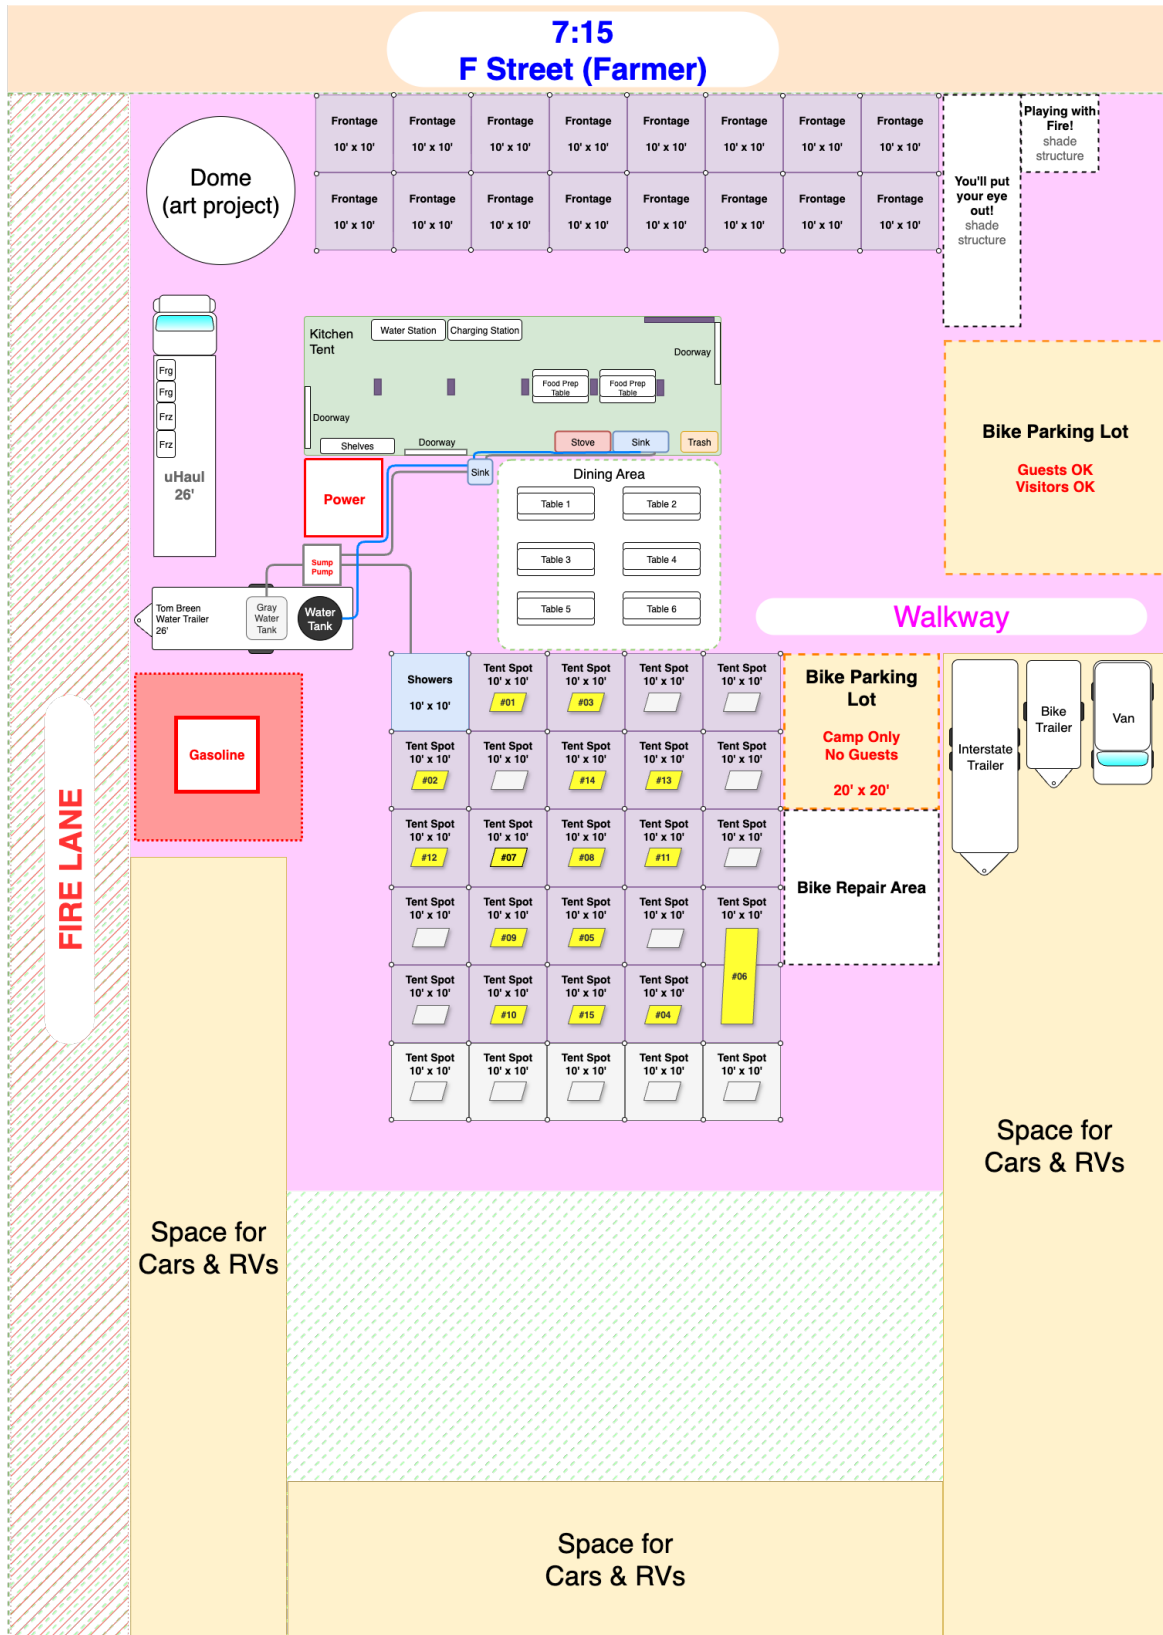 7:15
F Street (Farmer)
Dome
(art project)
Frontage
10' x 10'
Frontage
10' x 10'
Frontage
10' x 10'
Frontage
10' x 10'
Frontage
10' x 10'
Frontage
10' x 10'
Frontage
10' x 10'
Frontage
10' x 10'
Frontage
10' x 10'
Frontage
10' x 10'
Frontage
10' x 10'
Frontage
10' x 10'
Frontage
10' x 10'
Frontage
10' x 10'
Frontage
10' x 10'
Frontage
10' x 10'
You'll put
your eye
out!
shade
structure
Playing with
Fire!
shade
structure
Frg
Frg
Frz
Frz
uHaul
26'
Kitchen
Tent
Water Station
Charging Station
Doorway
Food Prep
Table
Food Prep
Table
Doorway
Shelves
Doorway
Stove
Sink
Trash
Bike Parking Lot
Guests OK
Visitors OK
Power
Sink
Dining Area
Table 1
Table 2
Table 3
Table 4
Table 5
Table 6
Sump
Pump
Tom Breen
Water Trailer
26'
Gray
Water
Tank
Water
Tank
Walkway
Gasoline
FIRE LANE
Showers
10' x 10'
Tent Spot
10' x 10'
#01
Tent Spot
10' x 10'
#03
Tent Spot
10' x 10'
Tent Spot
10' x 10'
Tent Spot
10' x 10'
#02
Tent Spot
10' x 10'
Tent Spot
10' x 10'
#14
Tent Spot
10' x 10'
#13
Tent Spot
10' x 10'
Tent Spot
10' x 10'
#12
Tent Spot
10' x 10'
#07
Tent Spot
10' x 10'
#08
Tent Spot
10' x 10'
#11
Tent Spot
10' x 10'
Tent Spot
10' x 10'
Tent Spot
10' x 10'
#09
Tent Spot
10' x 10'
#05
Tent Spot
10' x 10'
Tent Spot
10' x 10'
#06
Tent Spot
10' x 10'
Tent Spot
10' x 10'
#10
Tent Spot
10' x 10'
#15
Tent Spot
10' x 10'
#04
Tent Spot
10' x 10'
Tent Spot
10' x 10'
Tent Spot
10' x 10'
Tent Spot
10' x 10'
Tent Spot
10' x 10'
Bike Parking
Lot
Camp Only
No Guests
20' x 20'
Bike Repair Area
Interstate
Trailer
Bike
Trailer
Van
Space for
Cars & RVs
Space for
Cars & RVs
Space for
Cars & RVs